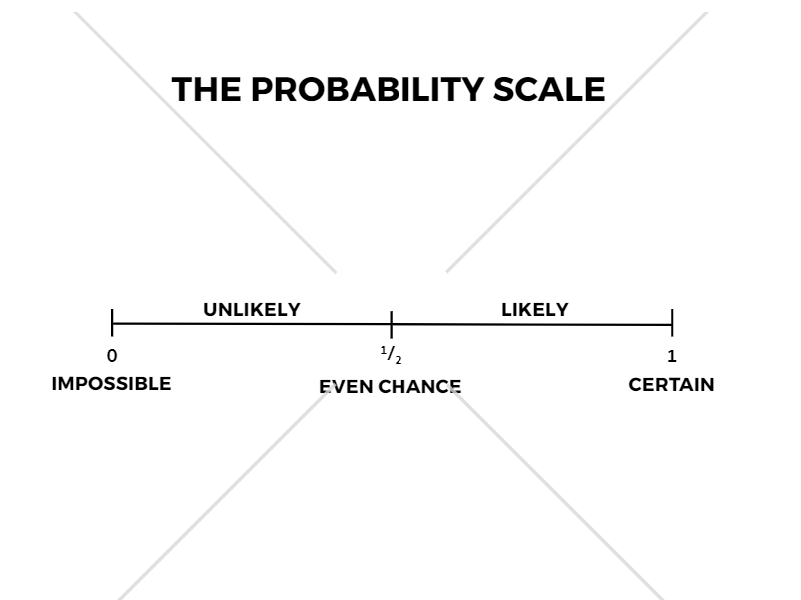 THE PROBABILITY SCALE
UNLIKELY LIKELY
0 1/2 1
IMPOSSIBLE EVEN CHANCE CERTAIN